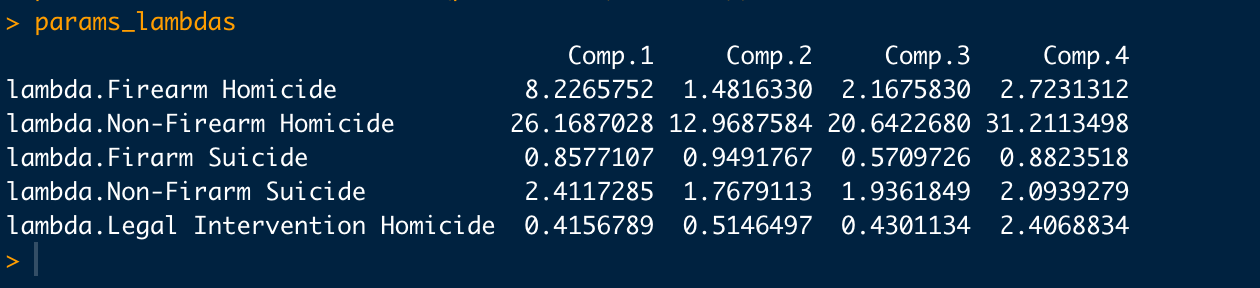 > params_lambdas
Comp.1 Comp.2 Comp.3 Comp.4
lambda.Firearm Homicide 8.2265752 1.4816330 2.1675830 2.7231312
lambda.Non-Firearm Homicide 26.1687028 12.9687584 20.6422680 31.2113498
lambda.Firarm Suicide 0.8577107 0.9491767 0.5709726 0.8823518
lambda.Non-Firarm Suicide 2.4117285 1.7679113 1.9361849 2.0939279
lambda.Legal Intervention Homicide 0.4156789 0.5146497 0.4301134 2.4068834
>